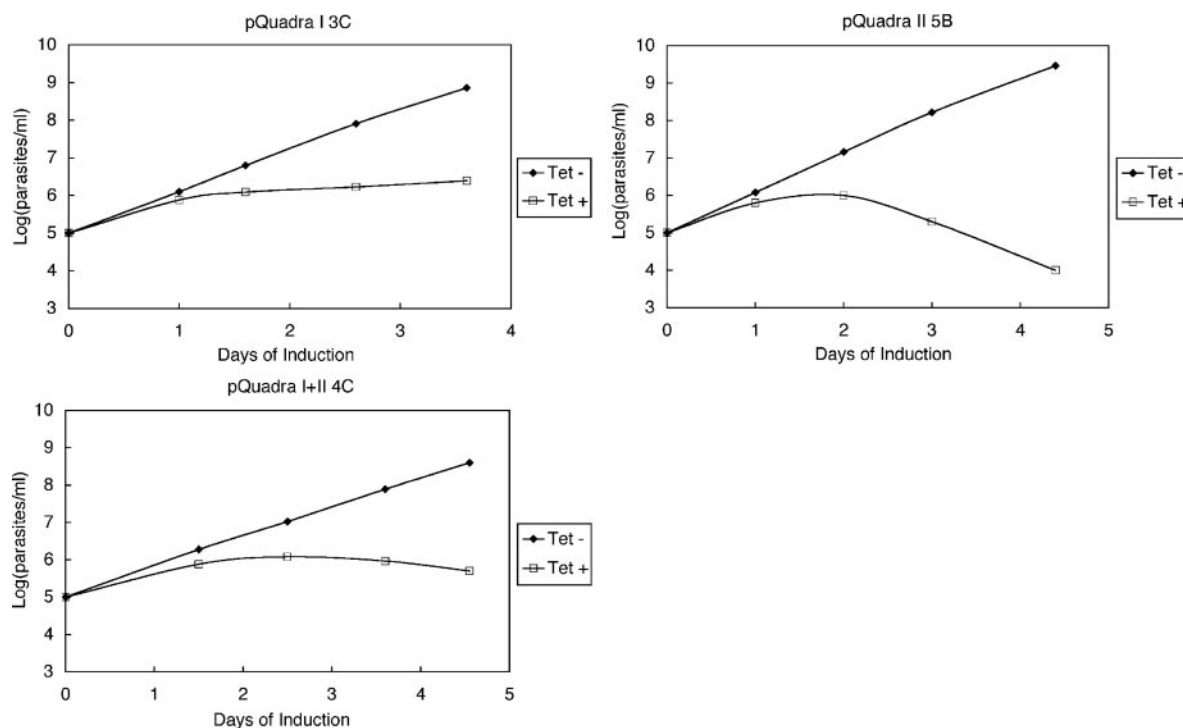 pQuadra I 3C
10
9
8
7
6
5
4
3
Log(parasites/ml)
0 1 2 3 4
Days of Induction
Tet -
Tet +
pQuadra II 5B
10
9
8
7
6
5
4
3
Log(parasites/ml)
0 1 2 3 4 5
Days of Induction
Tet -
Tet +
pQuadra I+II 4C
10
9
8
7
6
5
4
3
Log(parasites/ml)
0 1 2 3 4 5
Days of Induction
Tet -
Tet +